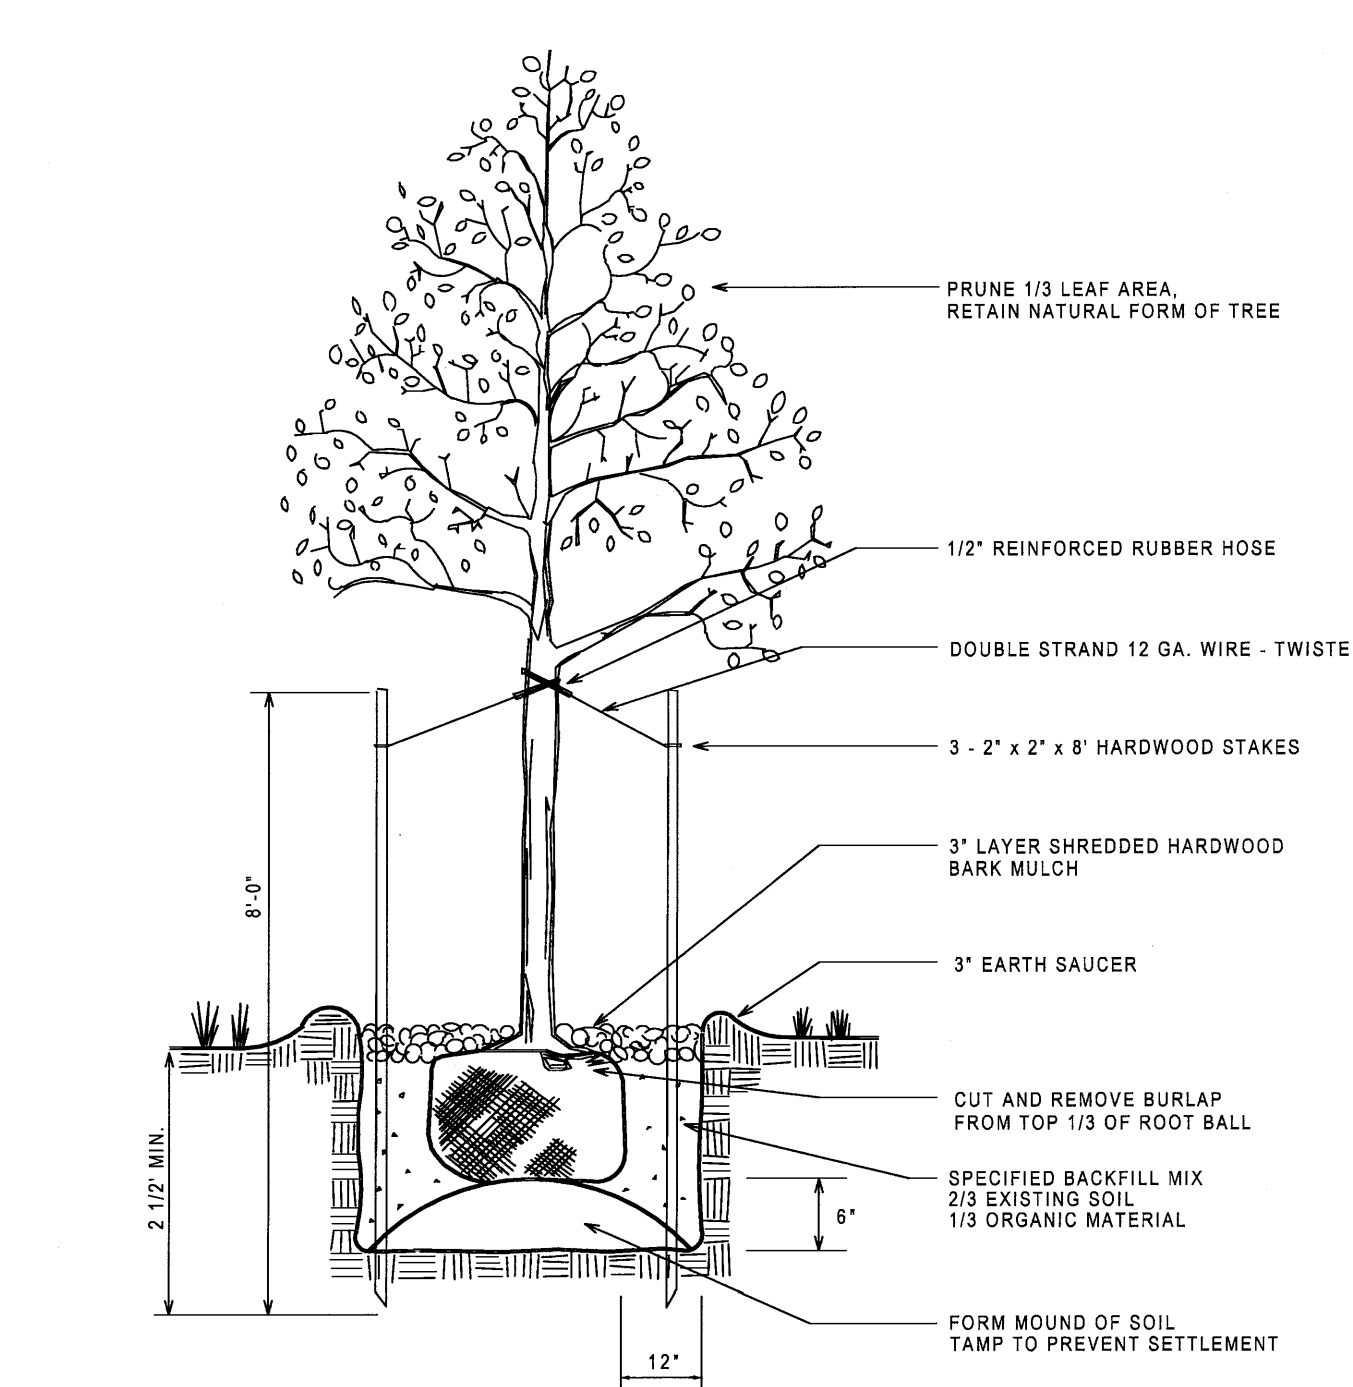 PRUNE 1/3 LEAF AREA,
RETAIN NATURAL FORM OF TREE
1/2" REINFORCED RUBBER HOSE
DOUBLE STRAND 12 GA. WIRE - TWISTE
3 - 2" x 2" x 8' HARDWOOD STAKES
3" LAYER SHREDDED HARDWOOD
BARK MULCH
8'-0"
3" EARTH SAUCER
CUT AND REMOVE BURLAP
FROM TOP 1/3 OF ROOT BALL
2 1/2' MIN.
SPECIFIED BACKFILL MIX
2/3 EXISTING SOIL
1/3 ORGANIC MATERIAL
6"
FORM MOUND OF SOIL
TAMP TO PREVENT SETTLEMENT
12"